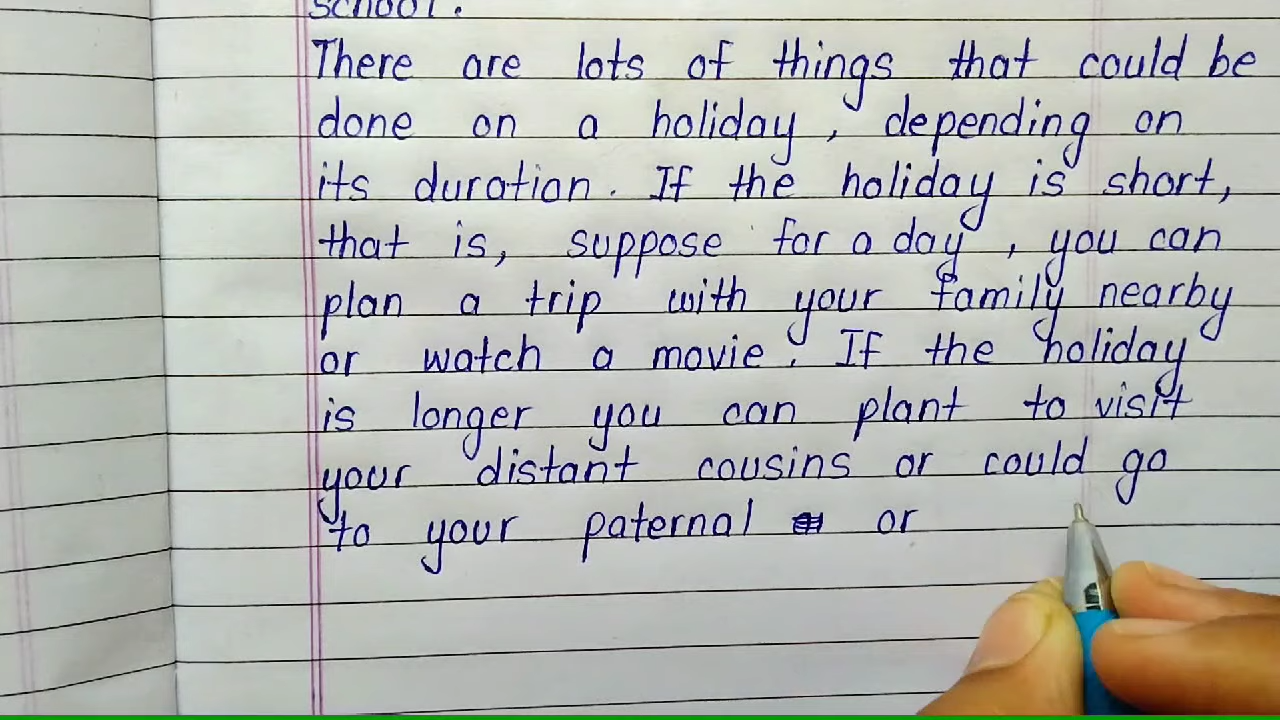 school.
There are lots of things that could be
done on a holiday, depending on
its duration. If the holiday is short,
that is, suppose for a day, you can
plan a trip with your family nearby
or watch a movie. If the holiday
is longer you can plant to visit
your distant cousins or could go
to your paternal or